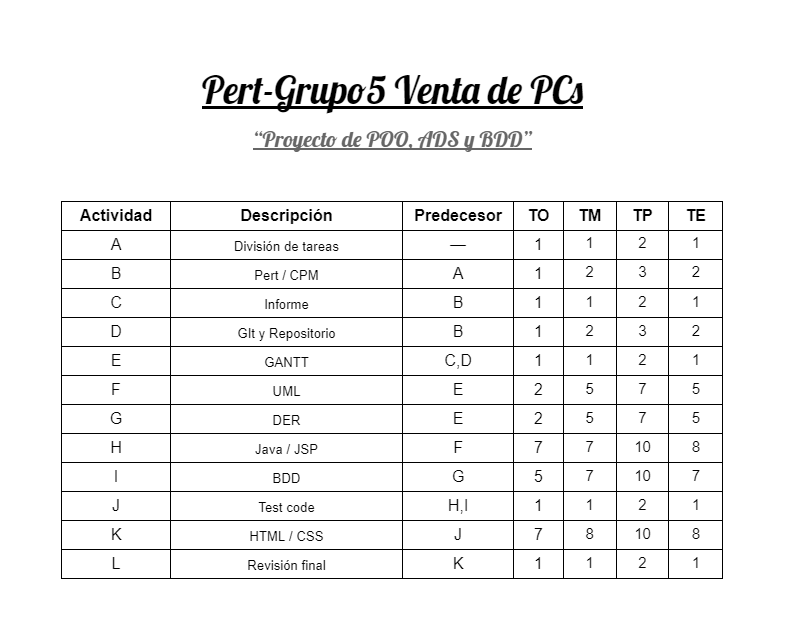 Pert-Grupo5 Venta de PCs
“Proyecto de POO, ADS y BDD”
Actividad Descripción Predecesor TO TM TP TE
A División de tareas — 1 1 2 1
B Pert / CPM A 1 2 3 2
C Informe B 1 1 2 1
D GIt y Repositorio B 1 2 3 2
E GANTT C,D 1 1 2 1
F UML E 2 5 7 5
G DER E 2 5 7 5
H Java / JSP F 7 7 10 8
I BDD G 5 7 10 7
J Test code H,I 1 1 2 1
K HTML / CSS J 7 8 10 8
L Revisión final K 1 1 2 1